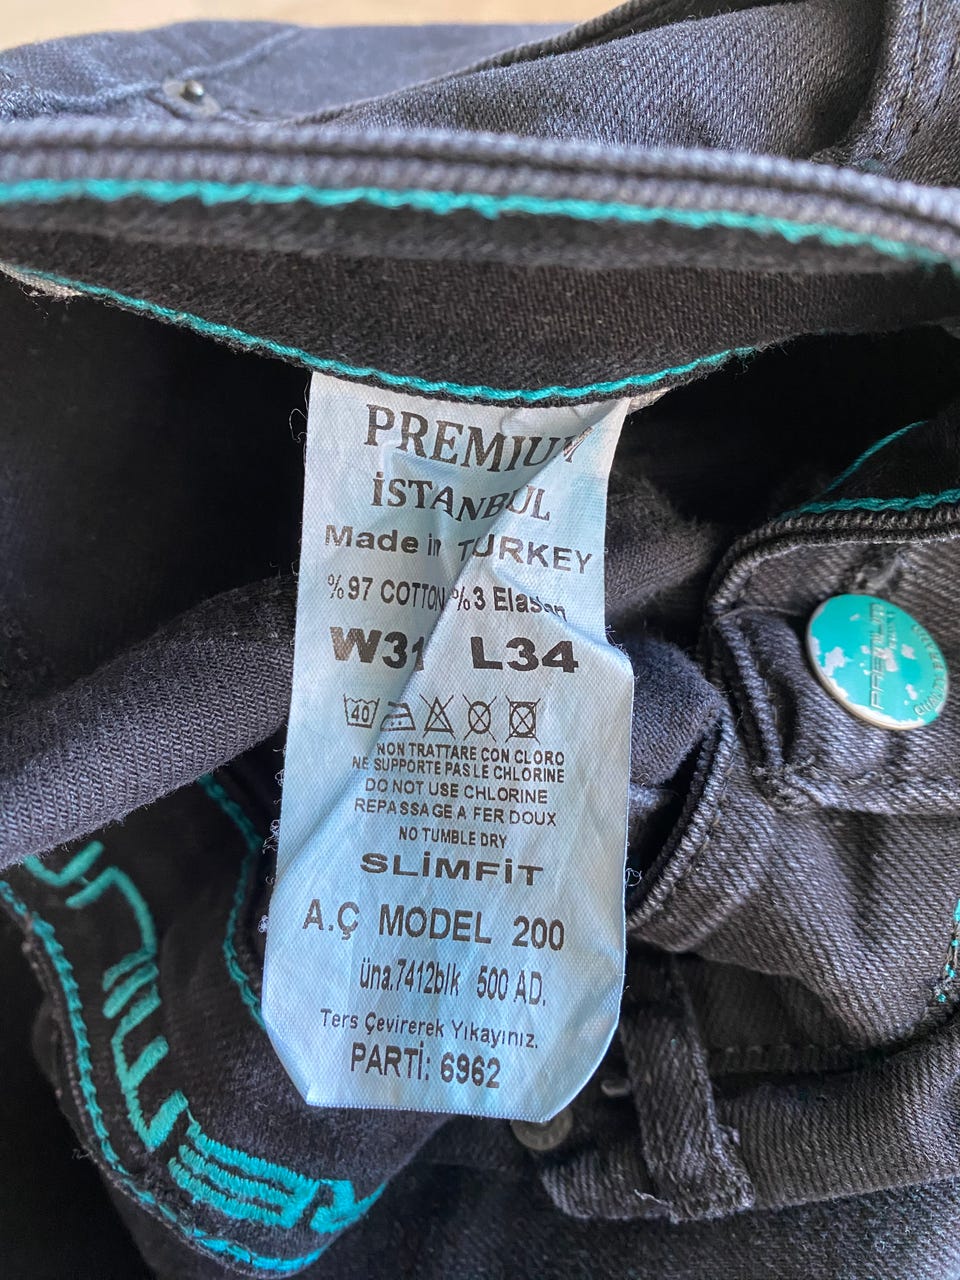 PREMIUM
İSTANBUL
Made in TURKEY
%97 COTTON %3 Elastan
W31 L34
40
NON TRATTARE CON CLORO
NE SUPPORTE PAS LE CHLORINE
DO NOT USE CHLORINE
REPASSAGE A FER DOUX
NO TUMBLE DRY
SLİMFİT
A.Ç MODEL 200
üna.7412blk 500 AD.
Ters Çevirerek Yıkayınız.
PARTİ: 6962
PREMIUM